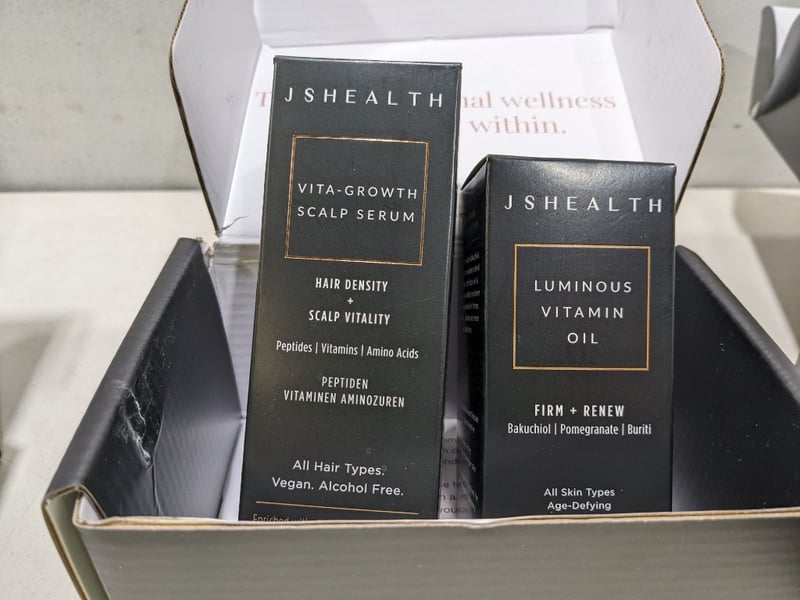 nal wellness
within.
JSHEALTH
VITA-GROWTH
SCALP SERUM
HAIR DENSITY
+
SCALP VITALITY
Peptides | Vitamins | Amino Acids
PEPTIDEN
VITAMINEN AMINOZUREN
All Hair Types.
Vegan. Alcohol Free.
Enriched
JSHEALTH
LUMINOUS
VITAMIN
OIL
FIRM + RENEW
Bakuchiol | Pomegranate | Buriti
All Skin Types
Age-Defying